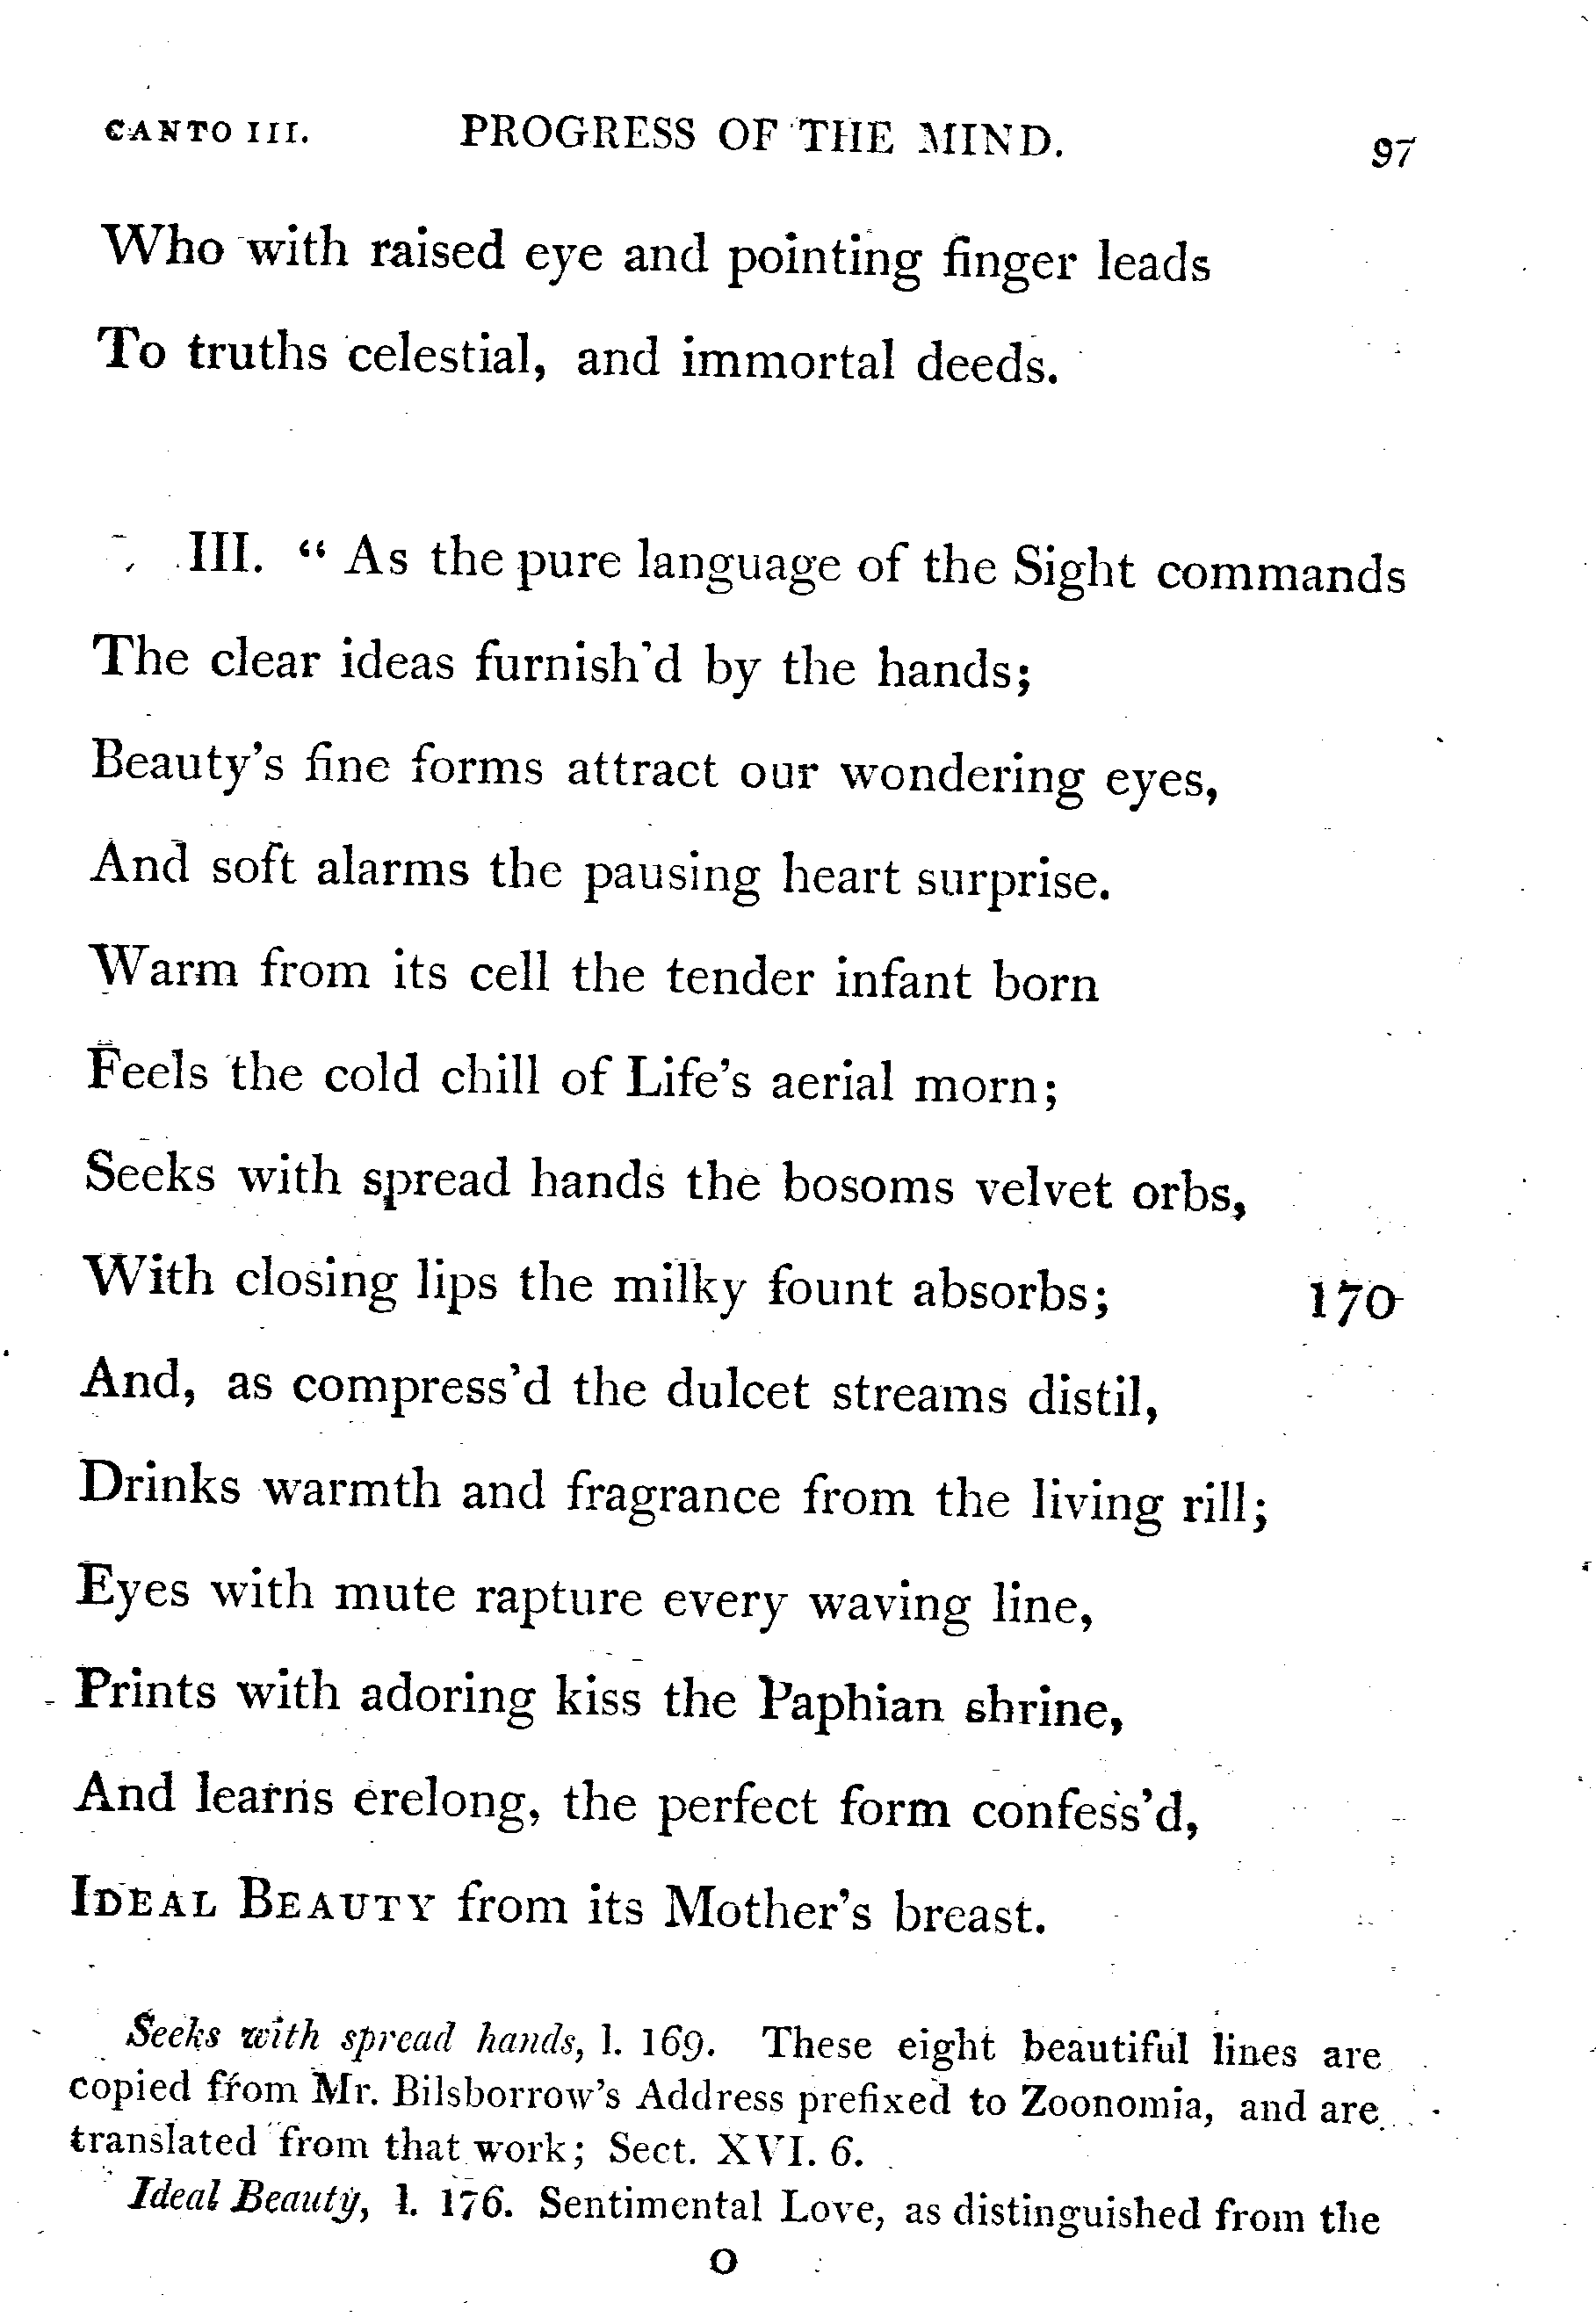 CANTO III. PROGRESS OF THE MIND. 97
Who with raised eye and pointing finger leads
To truths celestial, and immortal deeds.
III. “ As the pure language of the Sight commands
The clear ideas furnish'd by the hands;
Beauty's fine forms attract our wondering eyes,
And soft alarms the pausing heart surprise.
Warm from its cell the tender infant born
Feels the cold chill of Life's aerial morn;
Seeks with spread hands the bosoms velvet orbs,
With closing lips the milky fount absorbs; 170
And, as compress'd the dulcet streams distil,
Drinks warmth and fragrance from the living rill;
Eyes with mute rapture every waving line,
Prints with adoring kiss the Paphian shrine,
And learns erelong, the perfect form confess'd,
IDEAL BEAUTY from its Mother's breast.
Seeks with spread hands, l. 169. These eight beautiful lines are
copied from Mr. Bilsborrow's Address prefixed to Zoonomia, and are
translated from that work; Sect. XVI. 6.
Ideal Beauty, l. 176. Sentimental Love, as distinguished from the
O